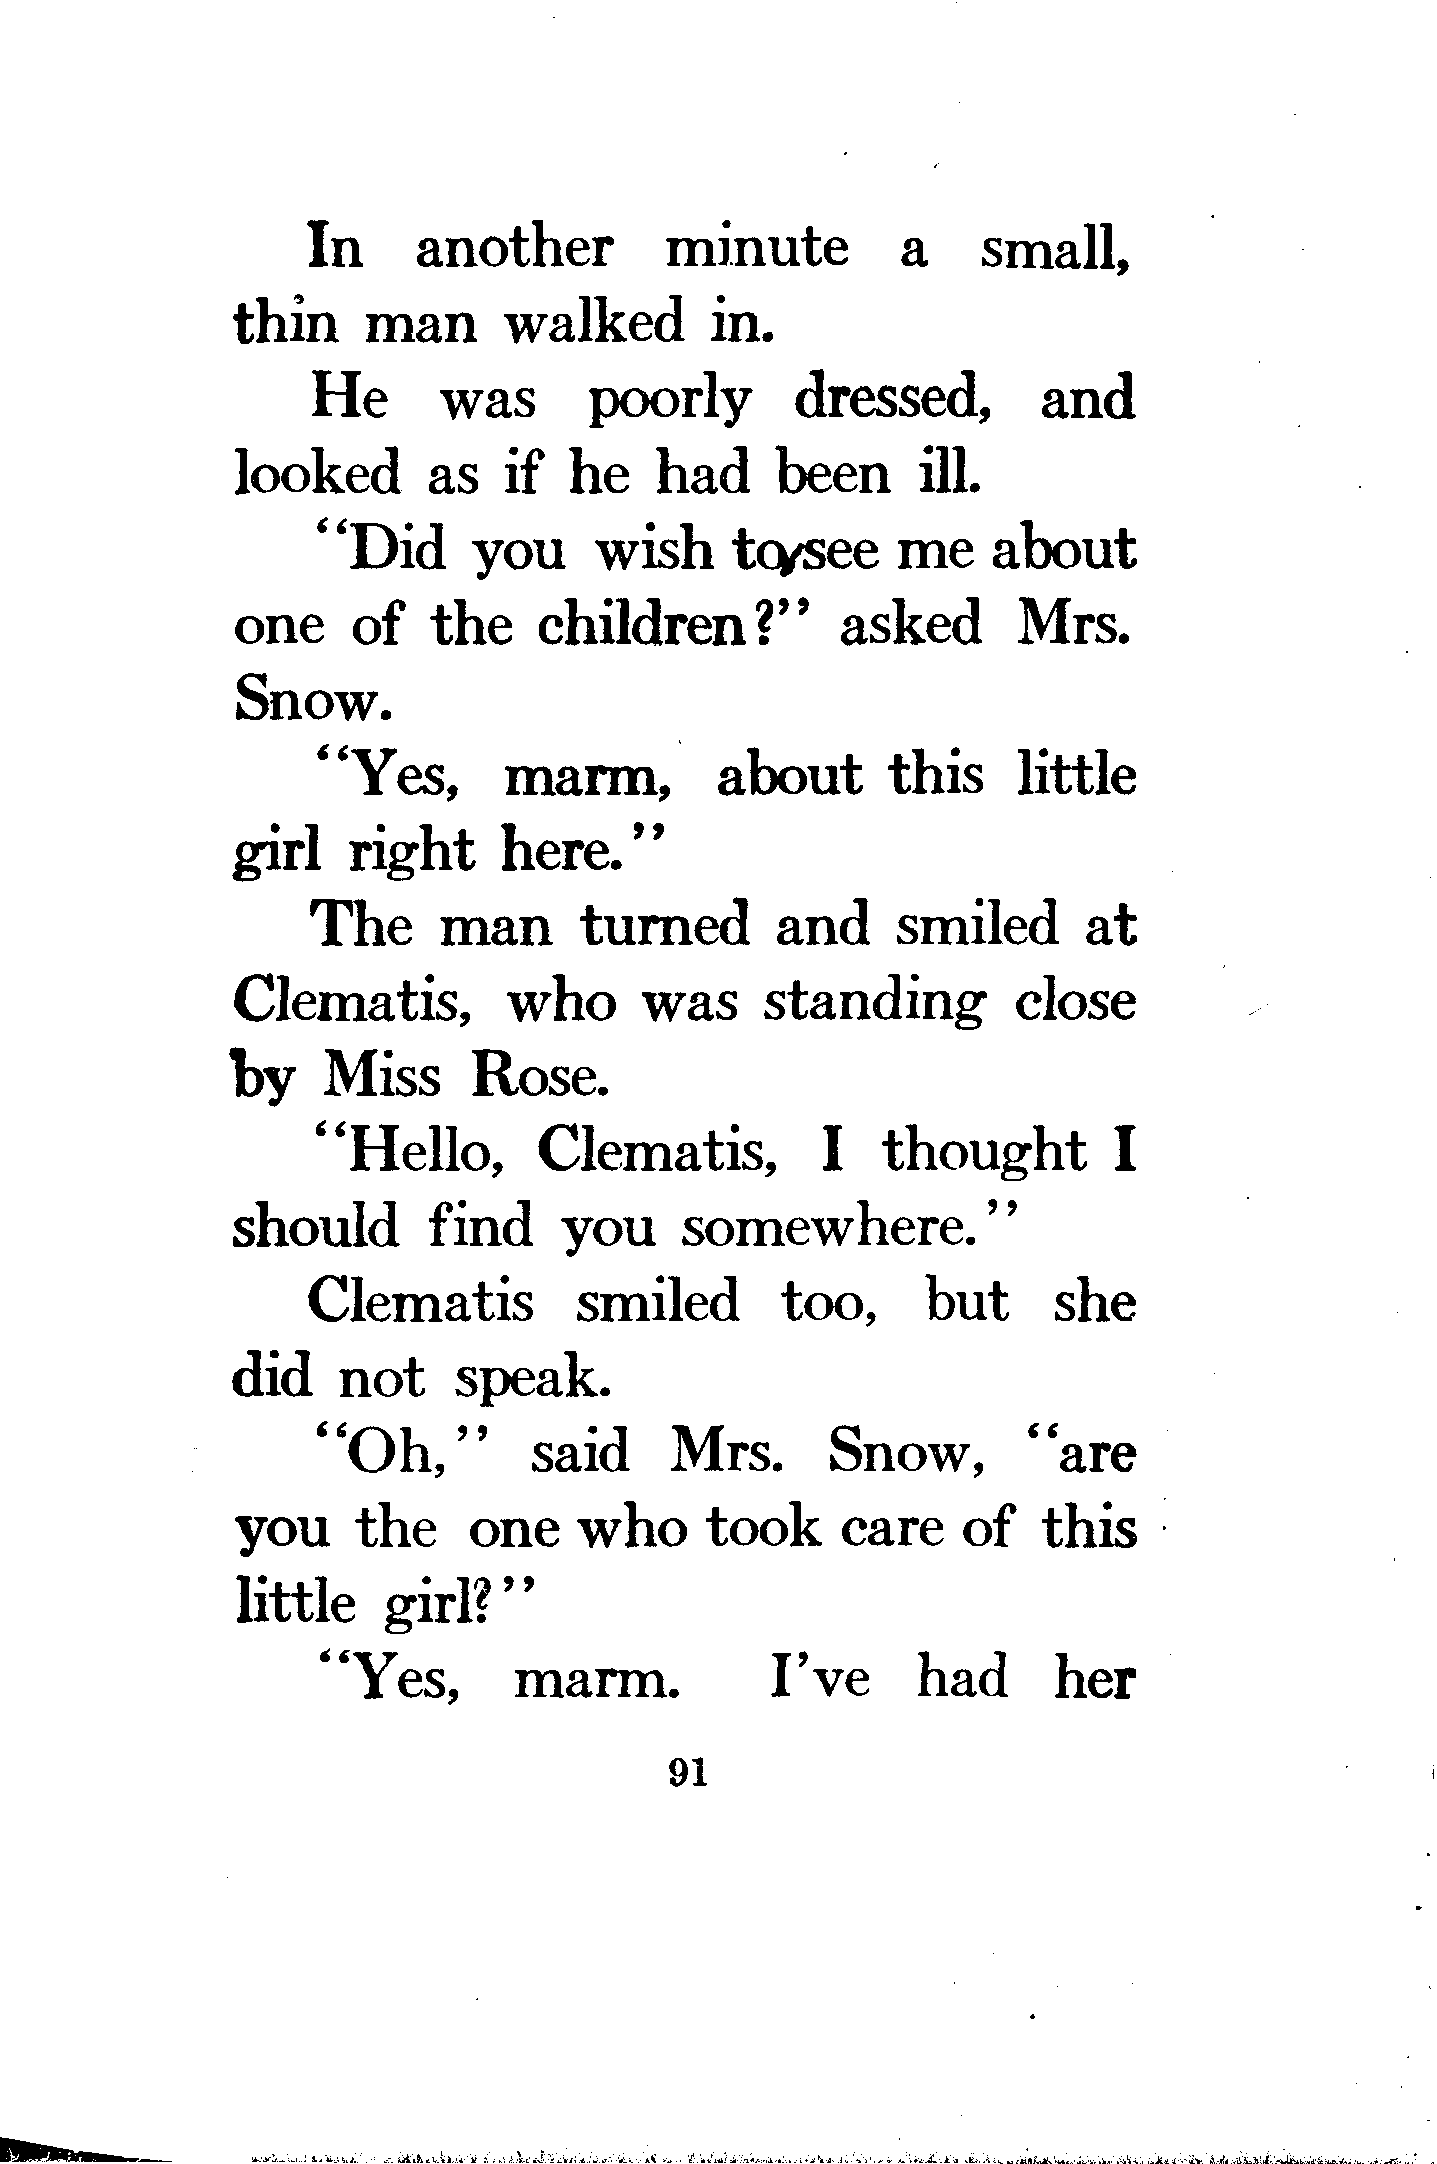 In another minute a small,
thin man walked in.
He was poorly dressed, and
looked as if he had been ill.
“Did you wish to see me about
one of the children?” asked Mrs.
Snow.
“Yes, marm, about this little
girl right here.”
The man turned and smiled at
Clematis, who was standing close
by Miss Rose.
“Hello, Clematis, I thought I
should find you somewhere.”
Clematis smiled too, but she
did not speak.
“Oh,” said Mrs. Snow, “are
you the one who took care of this
little girl?”
“Yes, marm. I’ve had her
91